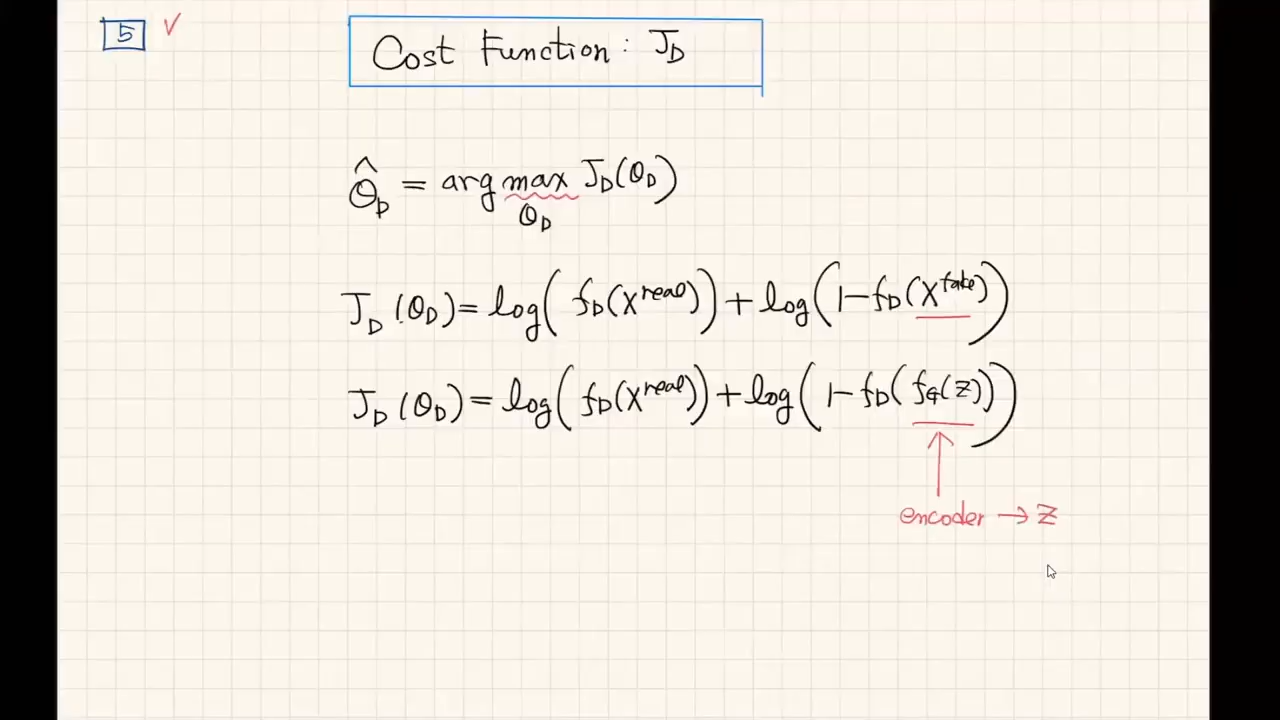 5 ✓
Cost Function: J_D
θ̂_D = arg max J_D(θ_D)
θ_D
J_D(θ_D) = log(f_D(X^real)) + log(1-f_D(X^fake))
J_D(θ_D) = log(f_D(X^real)) + log(1-f_D(f_G(z)))
encoder → z